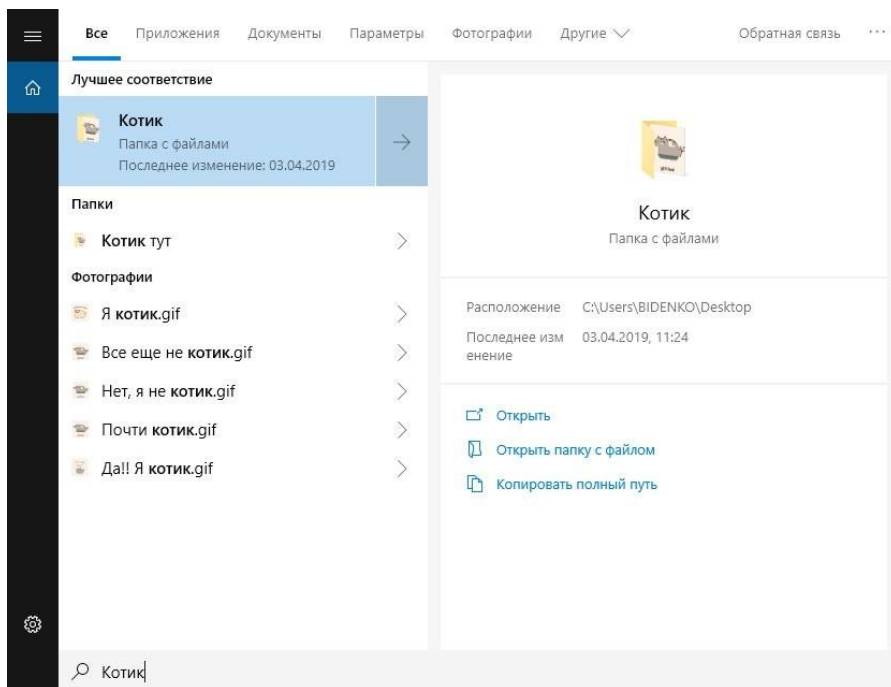 Все Приложения Документы Параметры Фотографии Другие Обратная связь ...
Лучшее соответствие
Котик
Папка с файлами
Последнее изменение: 03.04.2019
Папки
Котик тут
Фотографии
Я котик.gif
Все еще не котик.gif
Нет, я не котик.gif
Почти котик.gif
Да!! Я котик.gif
Котик
Папка с файлами
Расположение C:\Users\BIDENKO\Desktop
Последнее изм 03.04.2019, 11:24
енение
Открыть
Открыть папку с файлом
Копировать полный путь
Котик